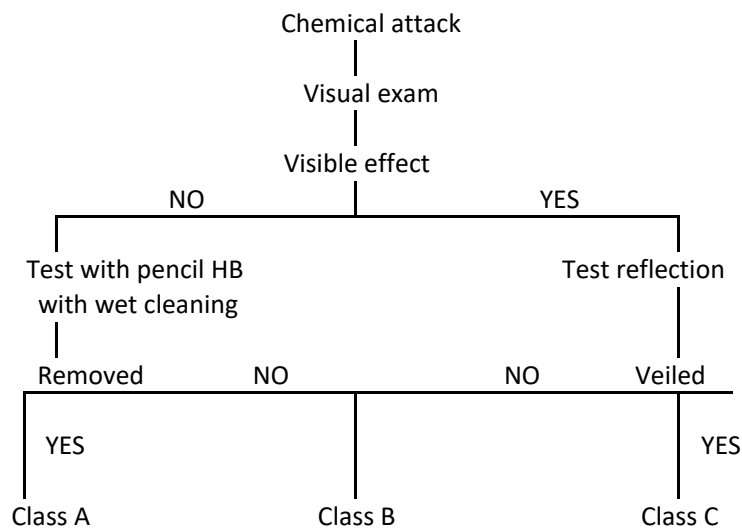 Chemical attack
Visual exam
Visible effect
NO YES
Test with pencil HB
with wet cleaning
Test reflection
Removed NO NO Veiled
YES YES
Class A Class B Class C